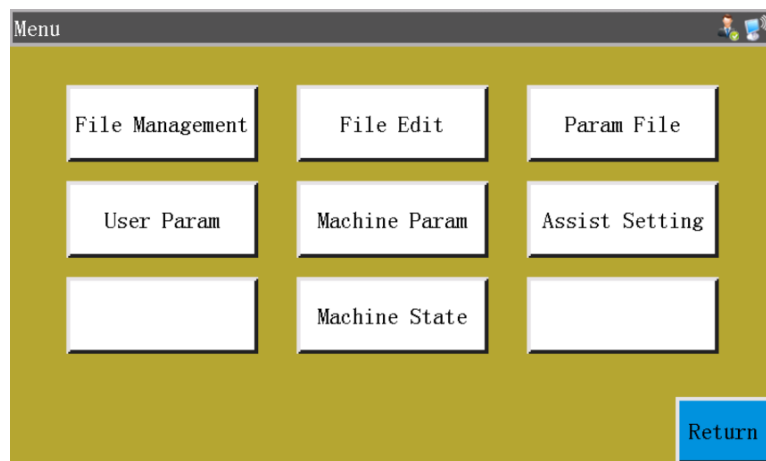 Menu
File Management
File Edit
Param File
User Param
Machine Param
Assist Setting
Machine State
Return